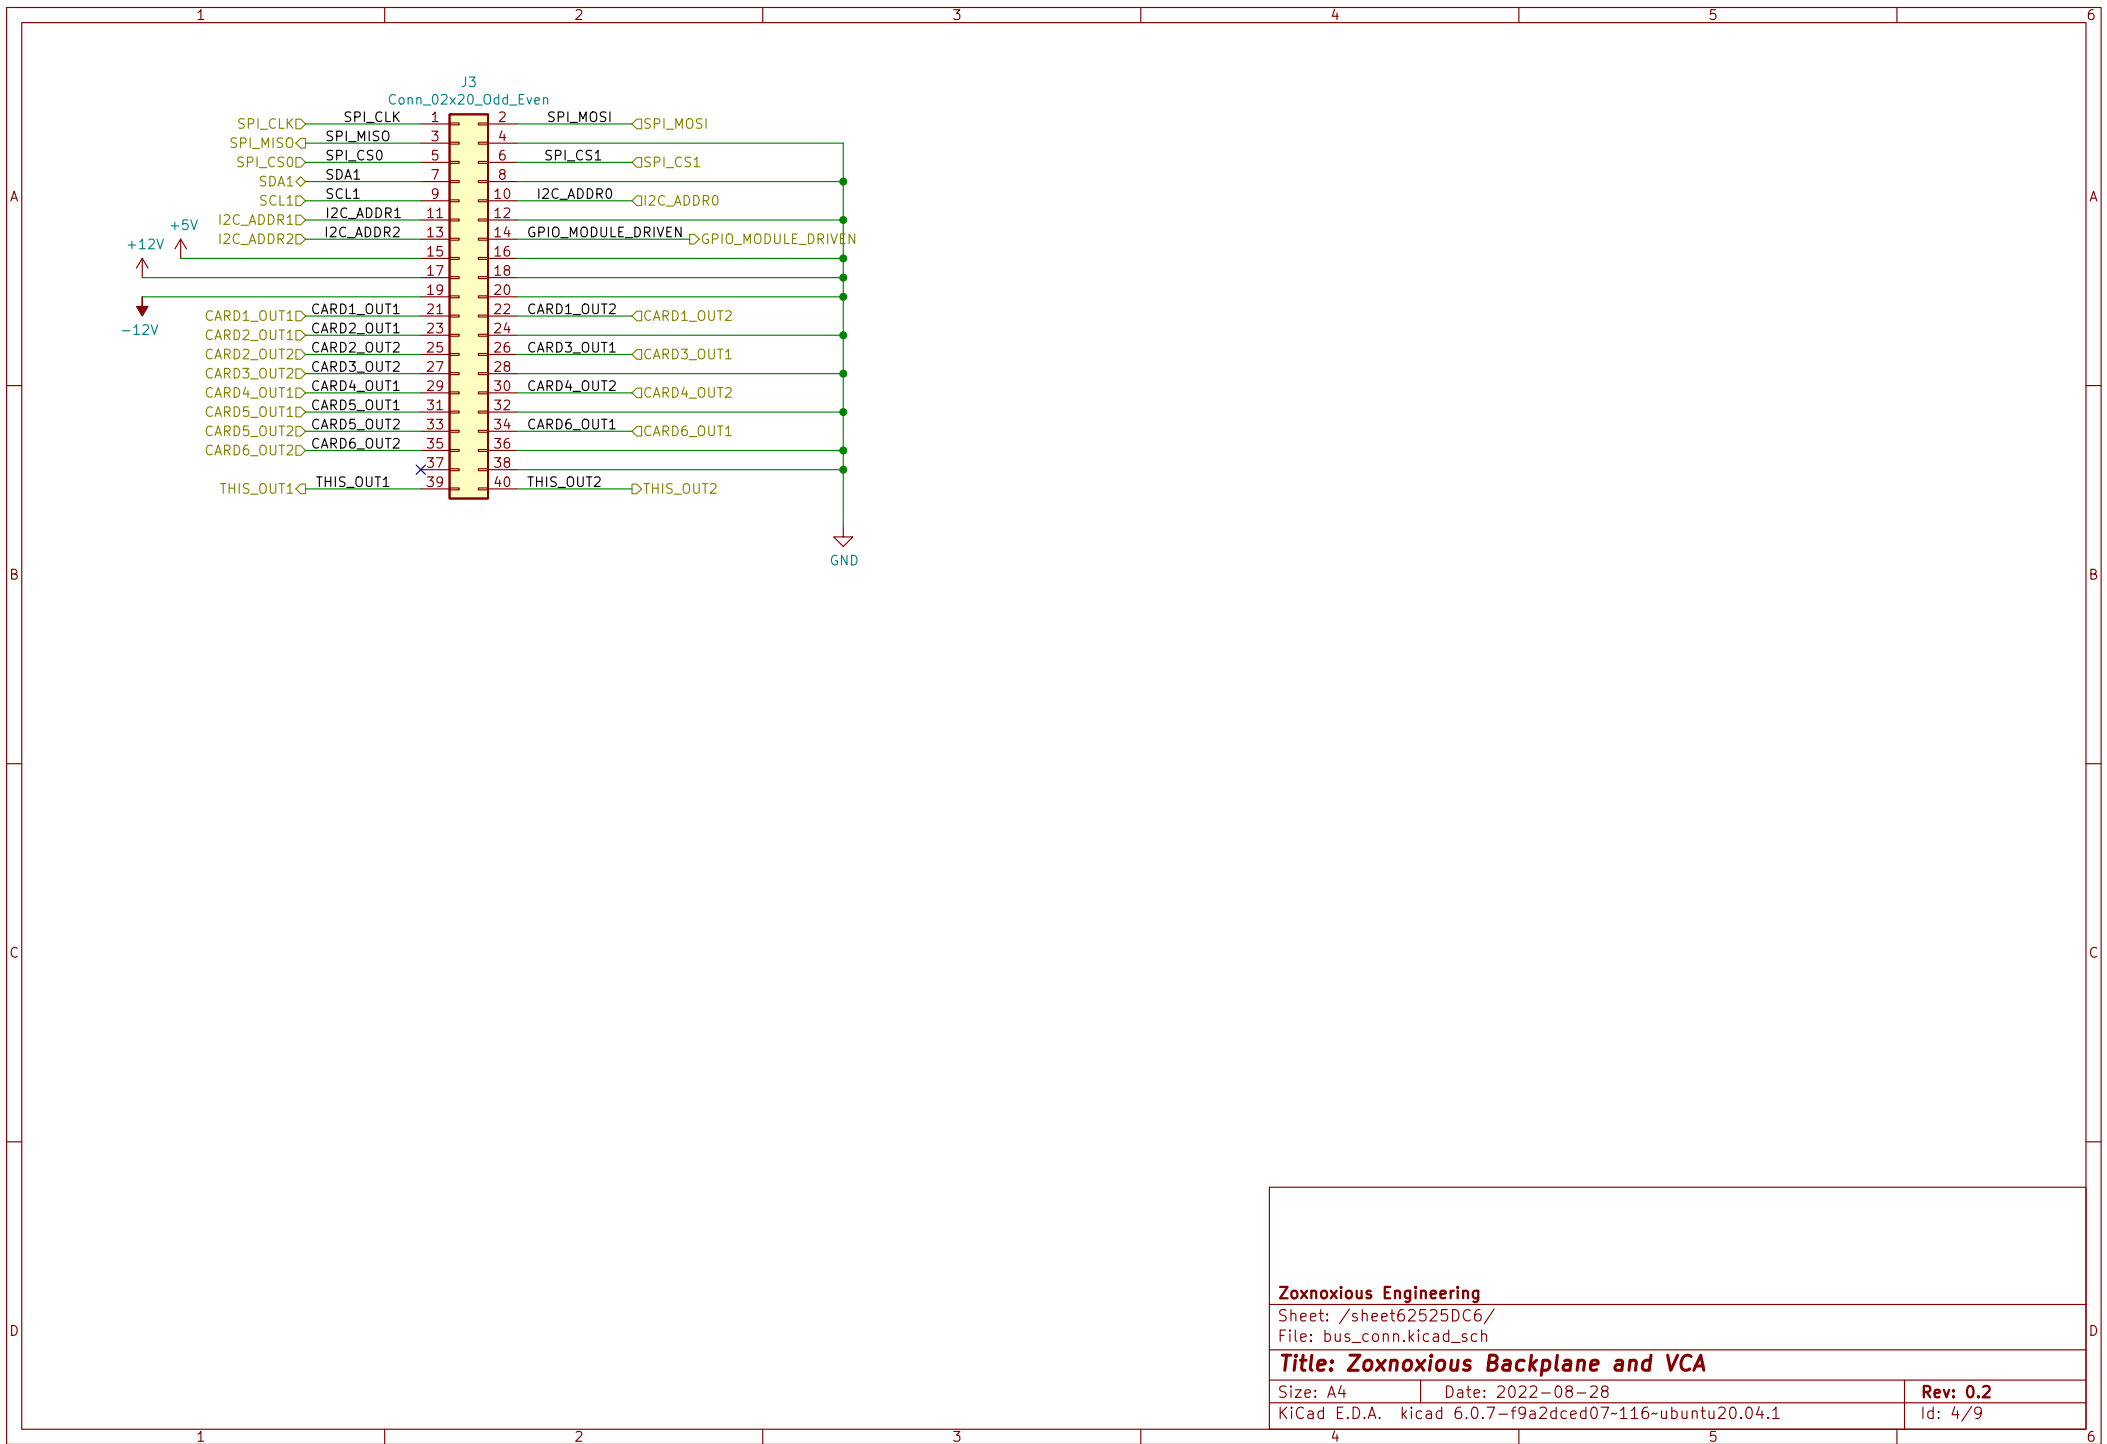 1 2 3 4 5 6
J3
Conn_02x20_Odd_Even
SPI_CLK SPI_CLK 1 2 SPI_MOSI SPI_MOSI
SPI_MISO SPI_MISO 3 4
SPI_CS0 SPI_CS0 5 6 SPI_CS1 SPI_CS1
SDA1 SDA1 7 8
A SCL1 SCL1 9 10 I2C_ADDR0 I2C_ADDR0 A
I2C_ADDR1 I2C_ADDR1 11 12
+5V
I2C_ADDR2 I2C_ADDR2 13 14 GPIO_MODULE_DRIVEN GPIO_MODULE_DRIVEN
+12V
15 16
17 18
19 20
CARD1_OUT1 CARD1_OUT1 21 22 CARD1_OUT2 CARD1_OUT2
-12V
CARD2_OUT1 CARD2_OUT1 23 24
CARD2_OUT2 CARD2_OUT2 25 26 CARD3_OUT1 CARD3_OUT1
CARD3_OUT2 CARD3_OUT2 27 28
CARD4_OUT1 CARD4_OUT1 29 30 CARD4_OUT2 CARD4_OUT2
CARD5_OUT1 CARD5_OUT1 31 32
CARD5_OUT2 CARD5_OUT2 33 34 CARD6_OUT1 CARD6_OUT1
CARD6_OUT2 CARD6_OUT2 35 36
37 38
THIS_OUT1 THIS_OUT1 39 40 THIS_OUT2 THIS_OUT2
GND
B B
C C
Zoxnoxious Engineering
Sheet: /sheet62525DC6/
D D
File: bus_conn.kicad_sch
Title: Zoxnoxious Backplane and VCA
Size: A4 Date: 2022-08-28 Rev: 0.2
KiCad E.D.A. kicad 6.0.7-f9a2dced07~116~ubuntu20.04.1 Id: 4/9
1 2 3 4 5 6